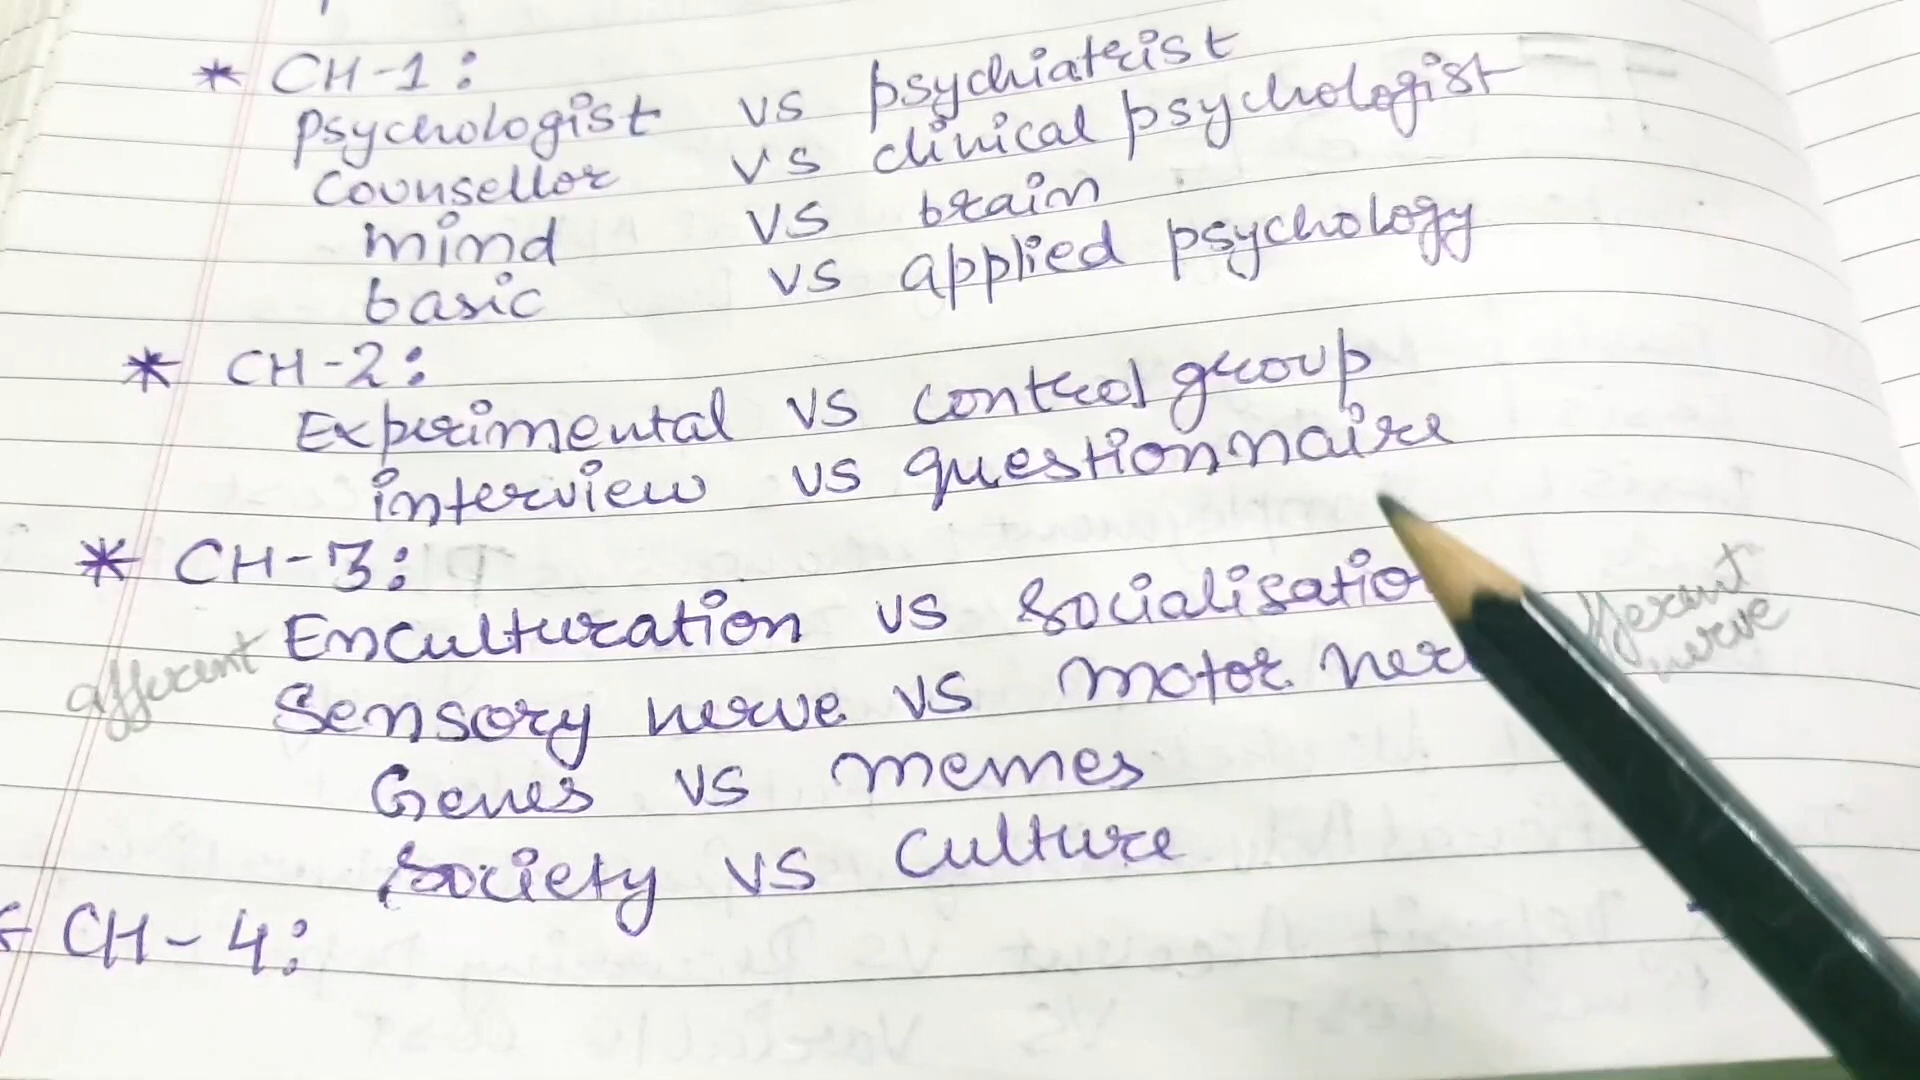 * CH-1:
Psychologist vs psychiatrist
Counsellor vs clinical psychologist
mind vs brain
basic vs applied psychology
* CH-2:
Experimental vs control group
interview vs questionnaire
* CH-3:
Enculturation vs Socialisatio
afferent
Sensory nerve vs motor ner
fferent
nerve
Genes vs memes
Society vs culture
* CH-4: